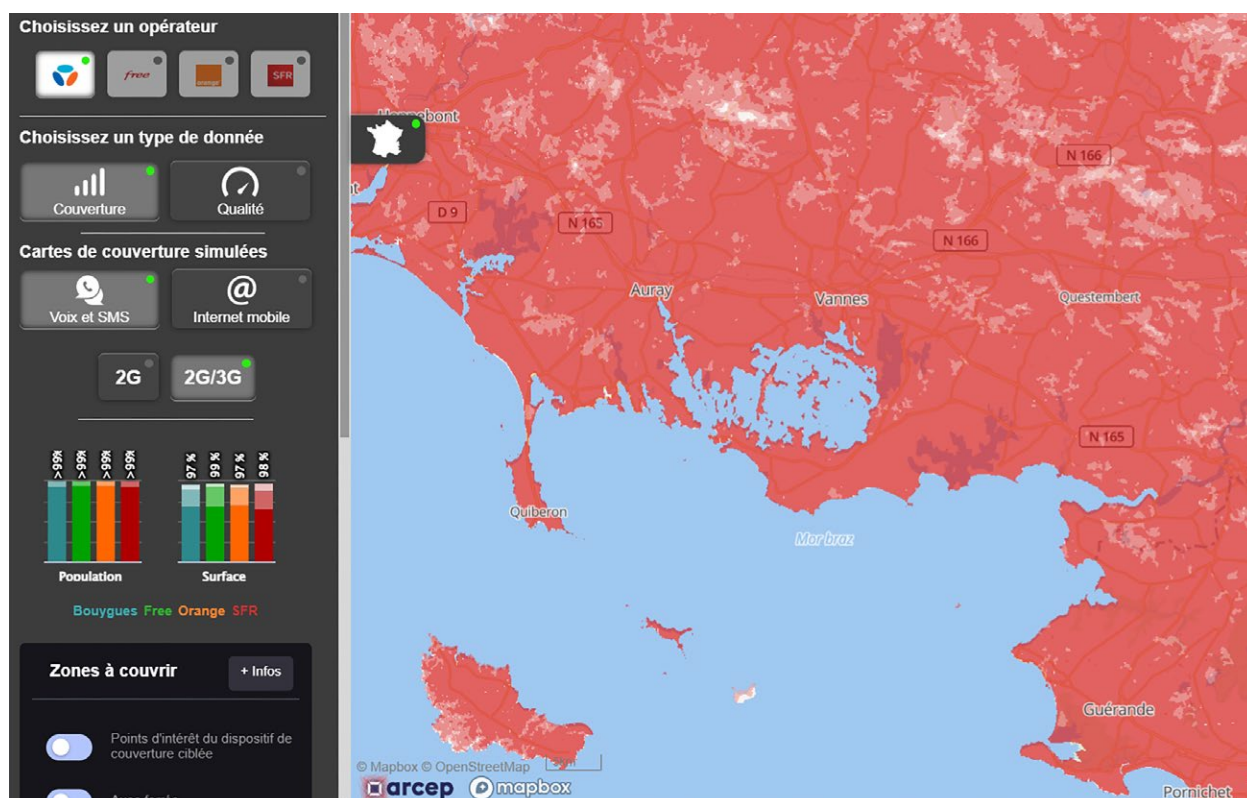 Choisissez un opérateur
free
orange
SFR
Choisissez un type de donnée
Couverture
Qualité
Cartes de couverture simulées
Voix et SMS
@
Internet mobile
2G
2G/3G
>99%
>99%
>99%
>99%
97 %
99 %
97 %
98 %
Population
Surface
Bouygues Free Orange SFR
Zones à couvrir
+ Infos
Points d'intérêt du dispositif de
couverture ciblée
Hennebont
N 166
D 9
N 165
N 166
Auray
Vannes
Questembert
N 165
Quiberon
Mor braz
Guérande
Pornichet
© Mapbox © OpenStreetMap
arcep
mapbox